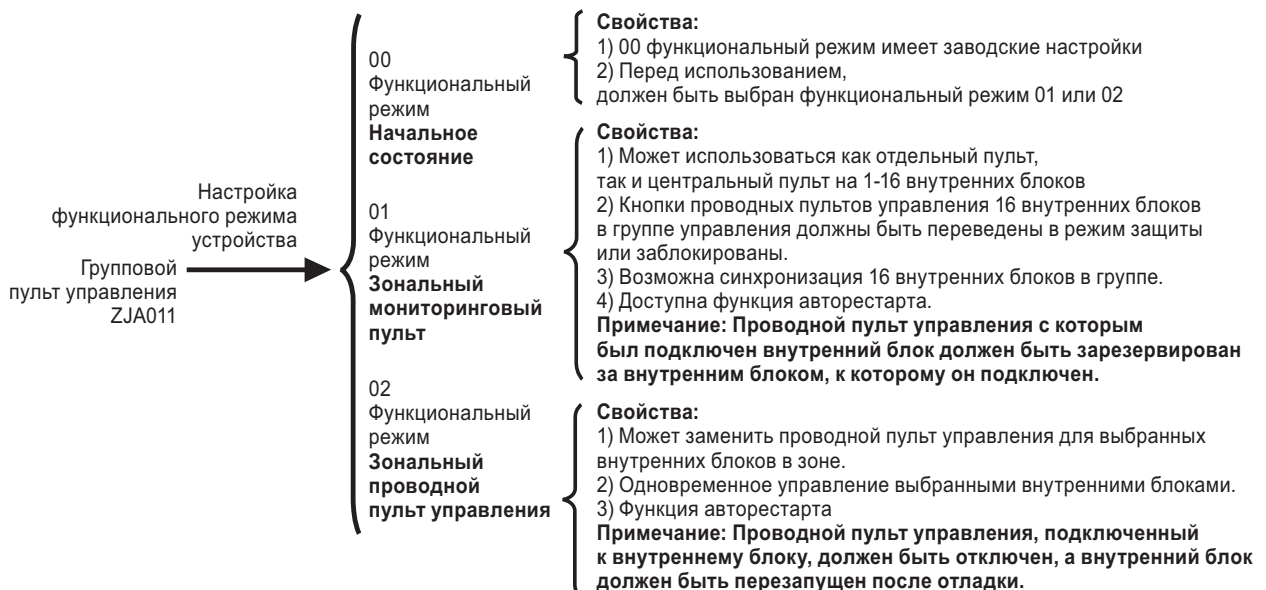 Настройка
функционального режима
устройства
Групповой
пульт управления
ZJA011
00
Функциональный
режим
Начальное
состояние
Свойства:
1) 00 функциональный режим имеет заводские настройки
2) Перед использованием,
должен быть выбран функциональный режим 01 или 02
01
Функциональный
режим
Зональный
мониторинговый
пульт
Свойства:
1) Может использоваться как отдельный пульт,
так и центральный пульт на 1-16 внутренних блоков
2) Кнопки проводных пультов управления 16 внутренних блоков
в группе управления должны быть переведены в режим защиты
или заблокированы.
3) Возможна синхронизация 16 внутренних блоков в группе.
4) Доступна функция авторестарта.
Примечание: Проводной пульт управления с которым
был подключен внутренний блок должен быть зарезервирован
за внутренним блоком, к которому он подключен.
02
Функциональный
режим
Зональный
проводной
пульт управления
Свойства:
1) Может заменить проводной пульт управления для выбранных
внутренних блоков в зоне.
2) Одновременное управление выбранными внутренними блоками.
3) Функция авторестарта
Примечание: Проводной пульт управления, подключенный
к внутреннему блоку, должен быть отключен, а внутренний блок
должен быть перезапущен после отладки.